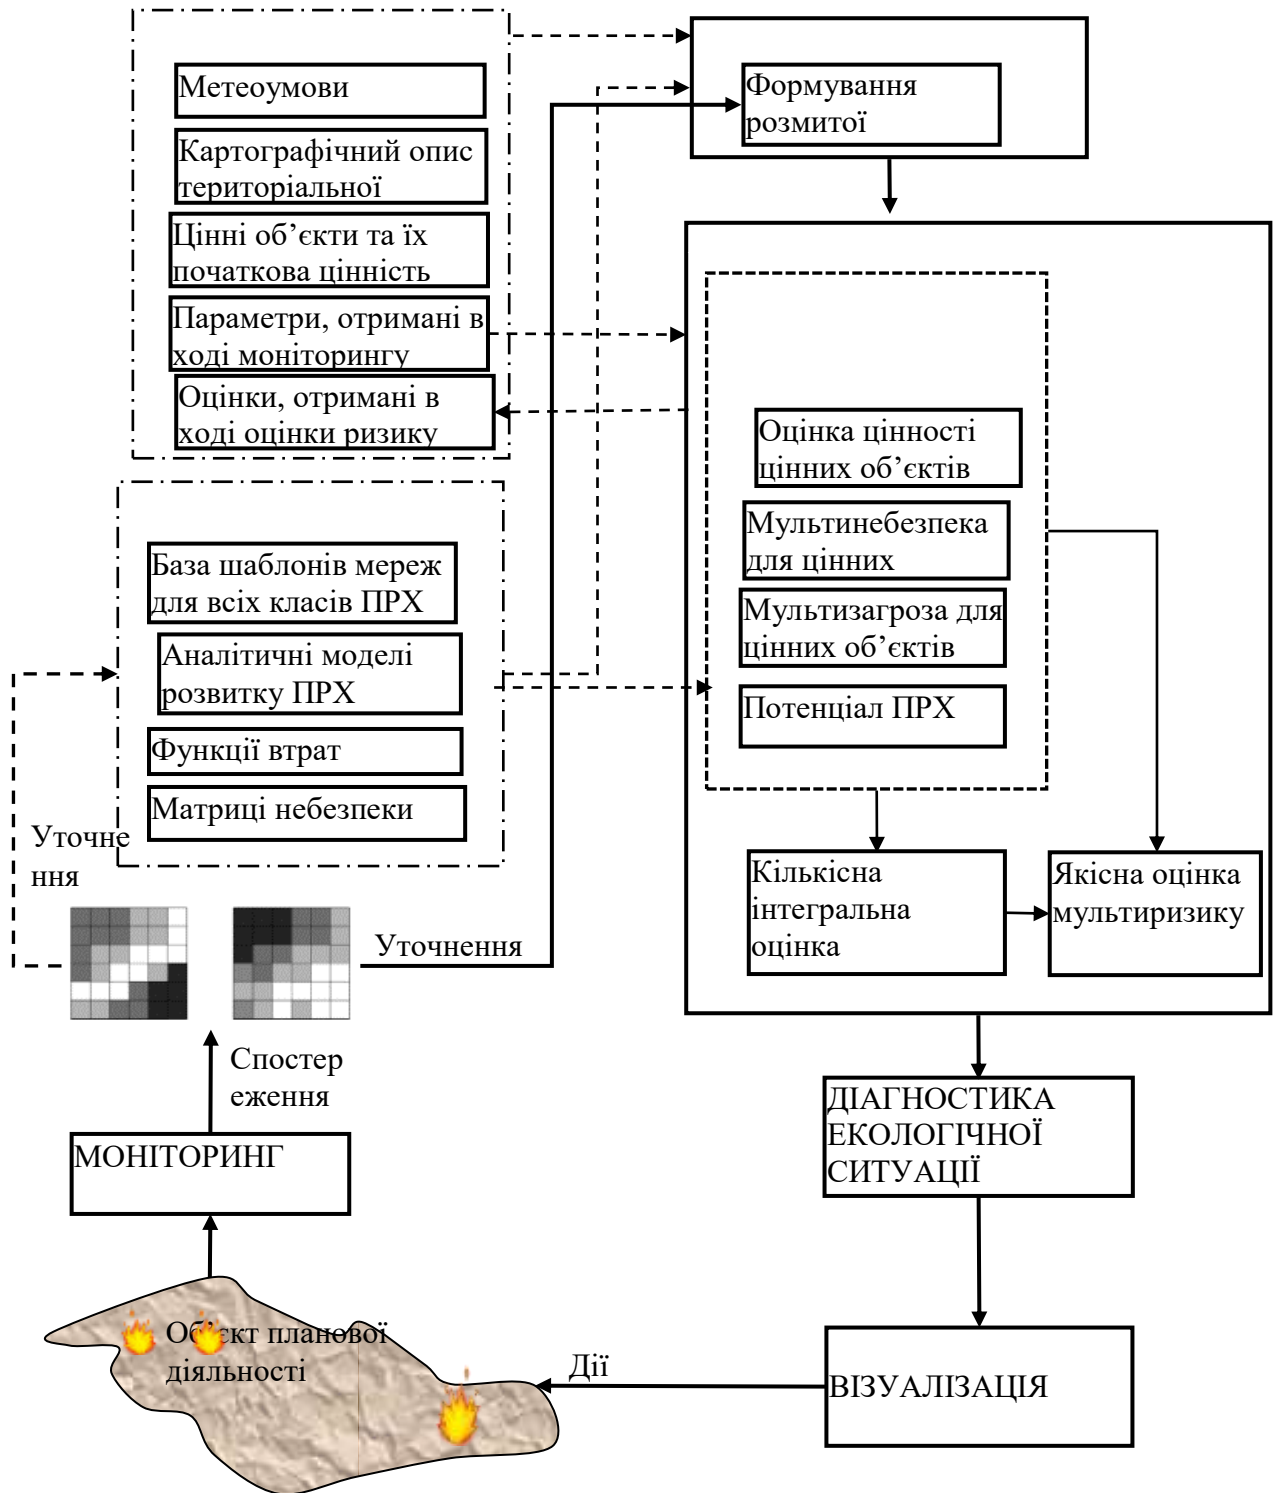 Метеоумови
Картографічний опис
територіальної
Цінні об’єкти та їх
початкова цінність
Параметри, отримані в
ході моніторингу
Оцінки, отримані в
ході оцінки ризику
База шаблонів мереж
для всіх класів ПРХ
Аналітичні моделі
розвитку ПРХ
Функції втрат
Матриці небезпеки
Уточне
ння
Уточнення
Спостер
еження
МОНІТОРИНГ
Об’єкт планової
діяльності
Формування
розмитої
Оцінка цінності
цінних об’єктів
Мультинебезпека
для цінних
Мультизагроза для
цінних об’єктів
Потенціал ПРХ
Кількісна
інтегральна
оцінка
Якісна оцінка
мультиризику
ДІАГНОСТИКА
ЕКОЛОГІЧНОЇ
СИТУАЦІЇ
ВІЗУАЛІЗАЦІЯ
Дії